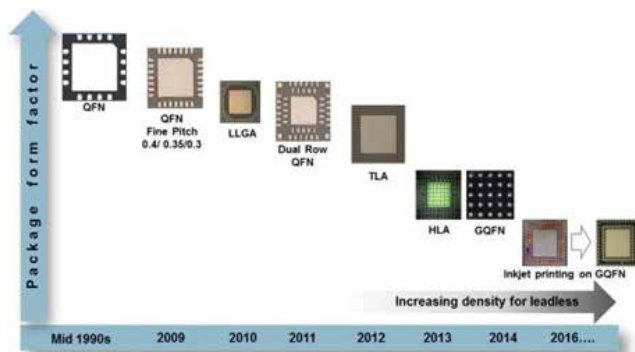 Package form factor
QFN
QFN
Fine Pitch
0.4/ 0.35/0.3
LLGA
Dual Row
QFN
TLA
HLA
GQFN
Inkjet printing on GQFN
Increasing density for leadless
Mid 1990s
2009
2010
2011
2012
2013
2014
2016....